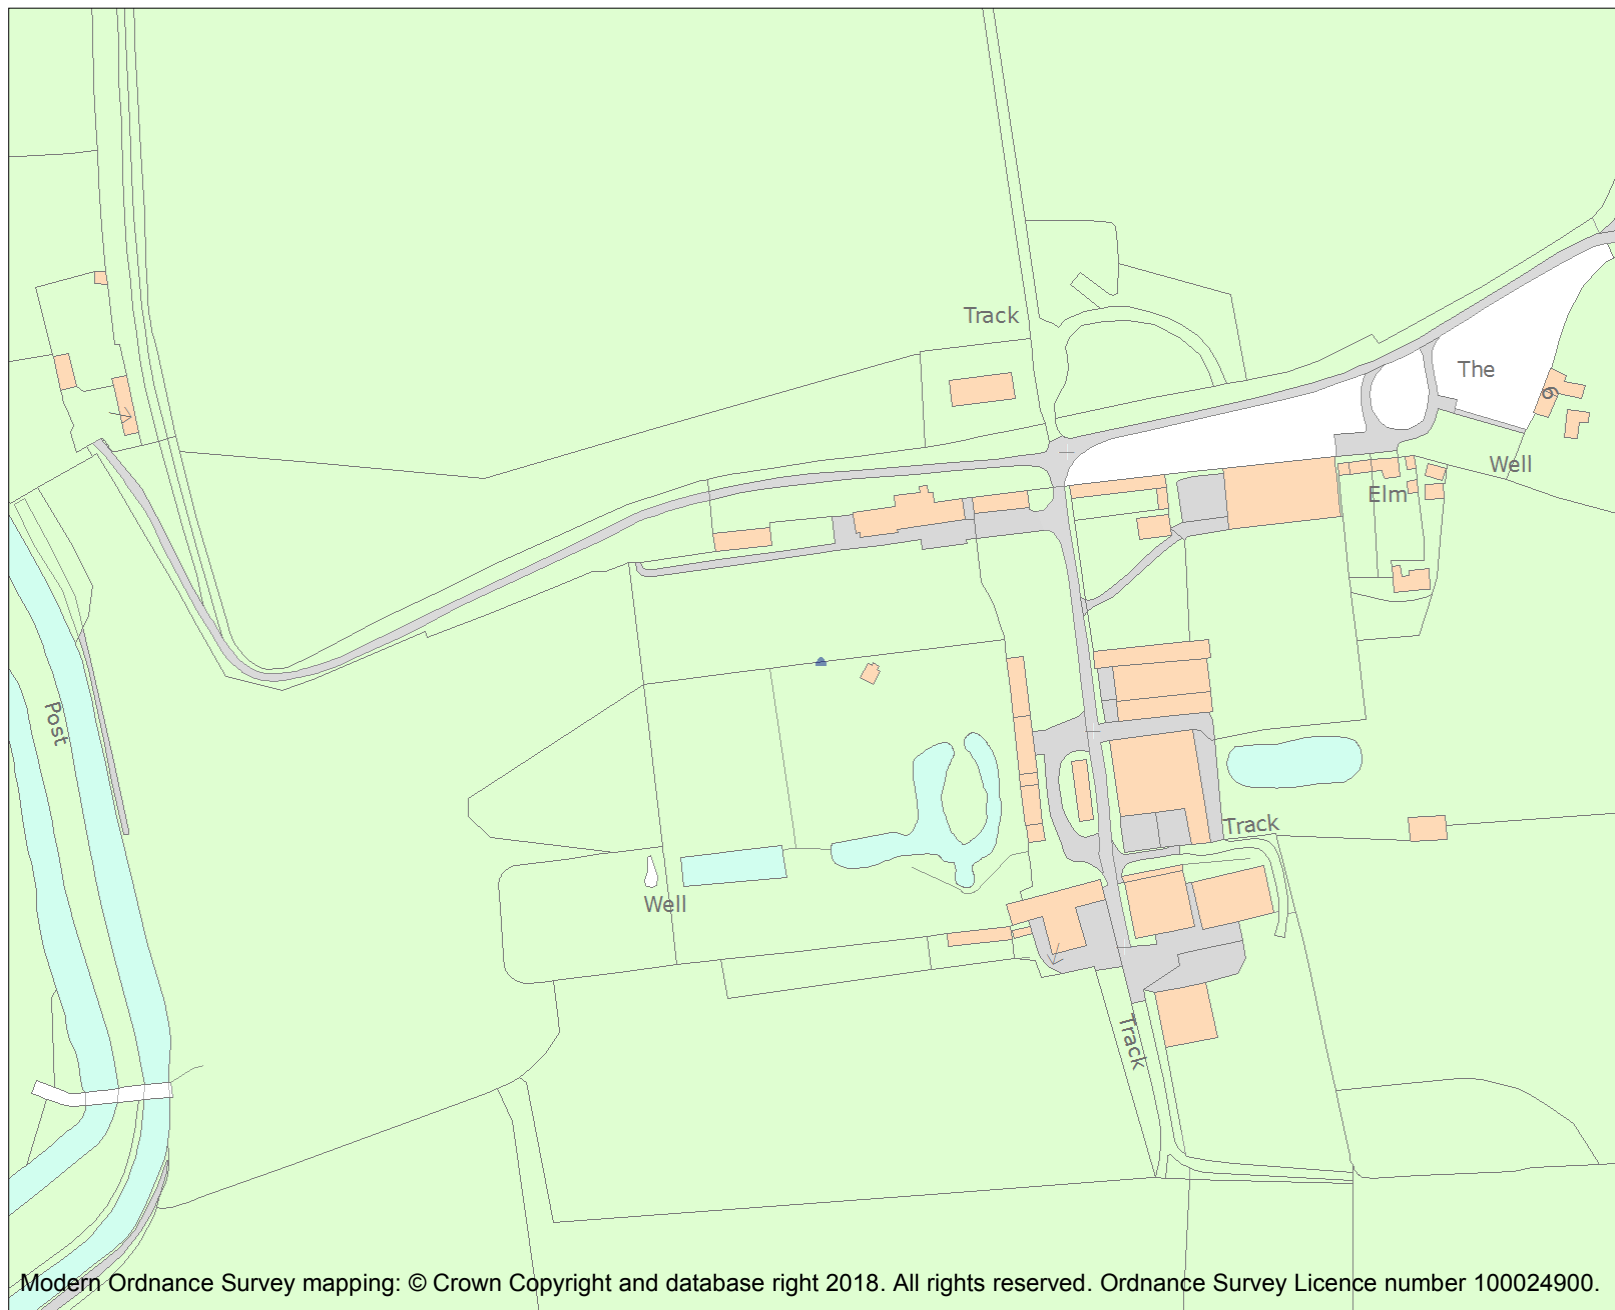 Track
The
6
Well
Elm
Post
Track
Well
Track
Modern Ordnance Survey mapping: © Crown Copyright and database right 2018. All rights reserved. Ordnance Survey Licence number 100024900.